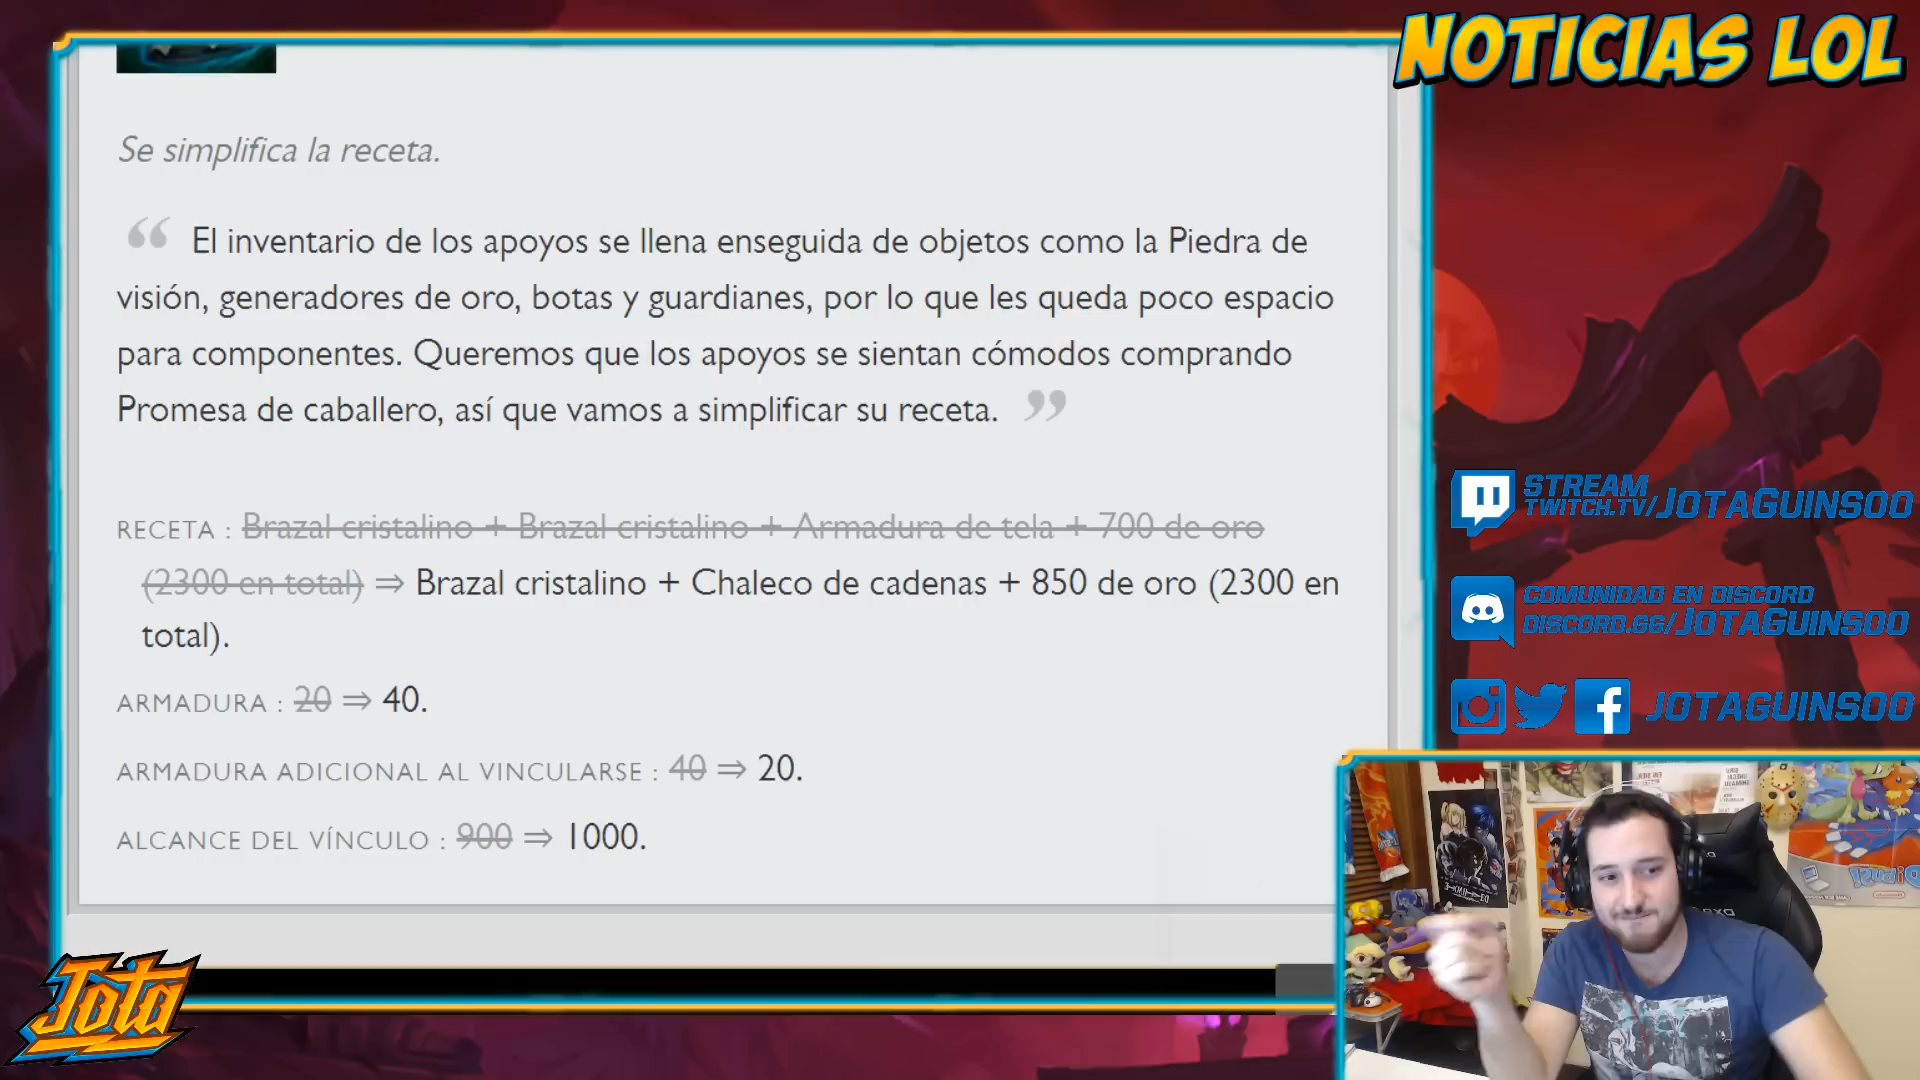 NOTICIAS LOL
Se simplifica la receta.
“ El inventario de los apoyos se llena enseguida de objetos como la Piedra de
visión, generadores de oro, botas y guardianes, por lo que les queda poco espacio
para componentes. Queremos que los apoyos se sientan cómodos comprando
Promesa de caballero, así que vamos a simplificar su receta. ”
RECETA : Brazal cristalino + Brazal cristalino + Armadura de tela + 700 de oro
(2300 en total) ⇒ Brazal cristalino + Chaleco de cadenas + 850 de oro (2300 en
total).
ARMADURA : 20 ⇒ 40.
ARMADURA ADICIONAL AL VINCULARSE : 40 ⇒ 20.
ALCANCE DEL VÍNCULO : 900 ⇒ 1000.
STREAM
TWITCH.TV/JOTAGUINSOO
COMUNIDAD EN DISCORD
DISCORD.GG/JOTAGUINSOO
JOTAGUINSOO
Jota